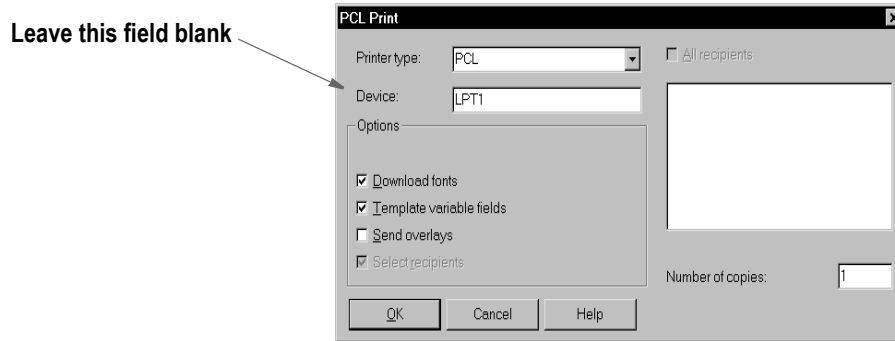 Leave this field blank
PCL Print
Printer type:
PCL
Device:
LPT1
Options
Download fonts
Template variable fields
Send overlays
Select recipients
OK
Cancel
Help
All recipients
Number of copies:
1